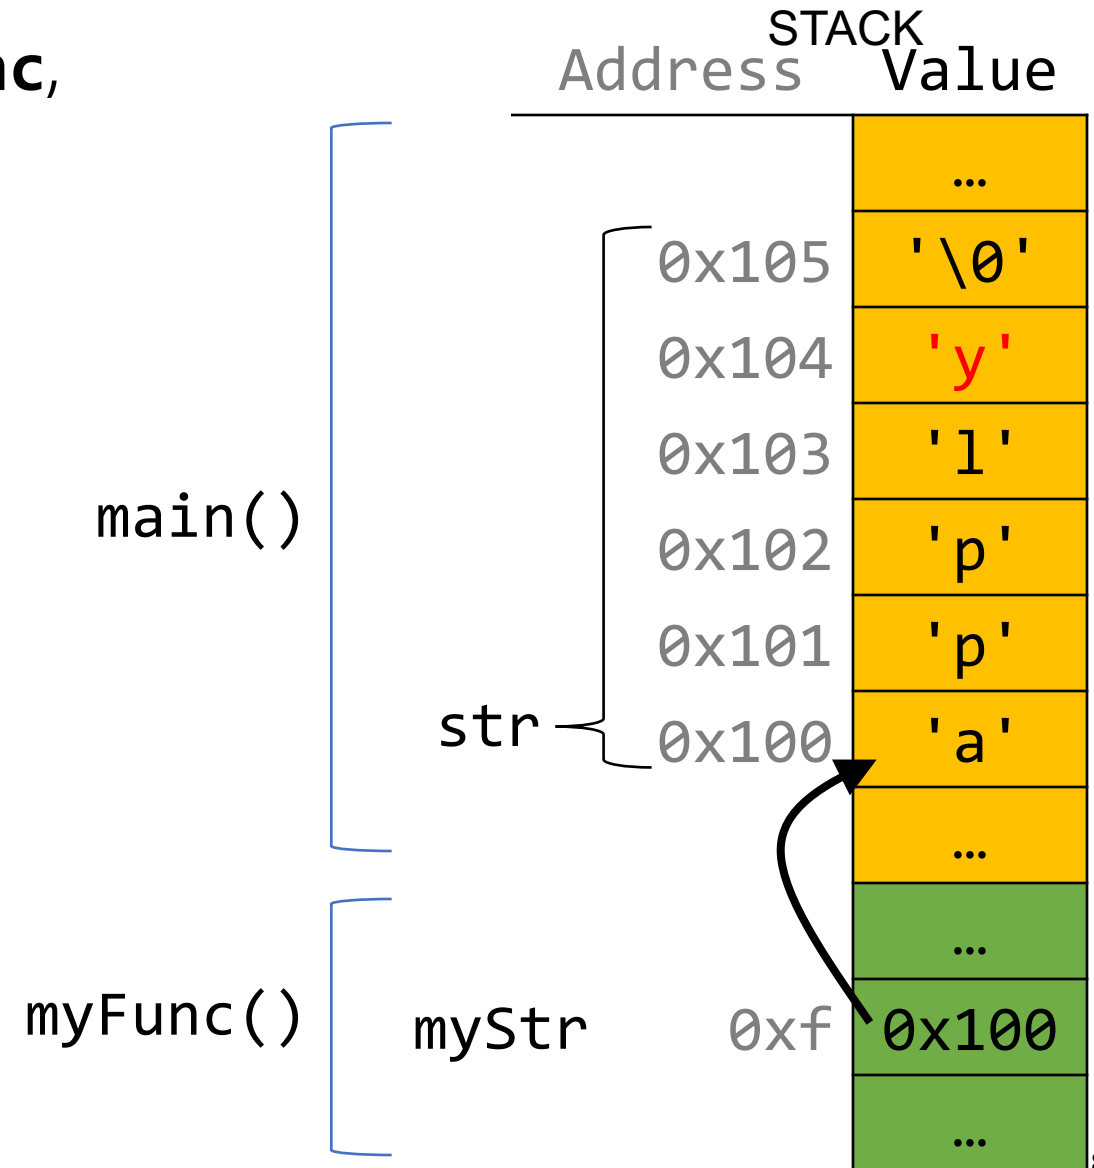 STACK
nc,
Address Value
…
0x105 '\0'
0x104 'y'
0x103 'l'
main()
0x102 'p'
0x101 'p'
str 0x100 'a'
…
…
myFunc() myStr 0xf 0x100
…